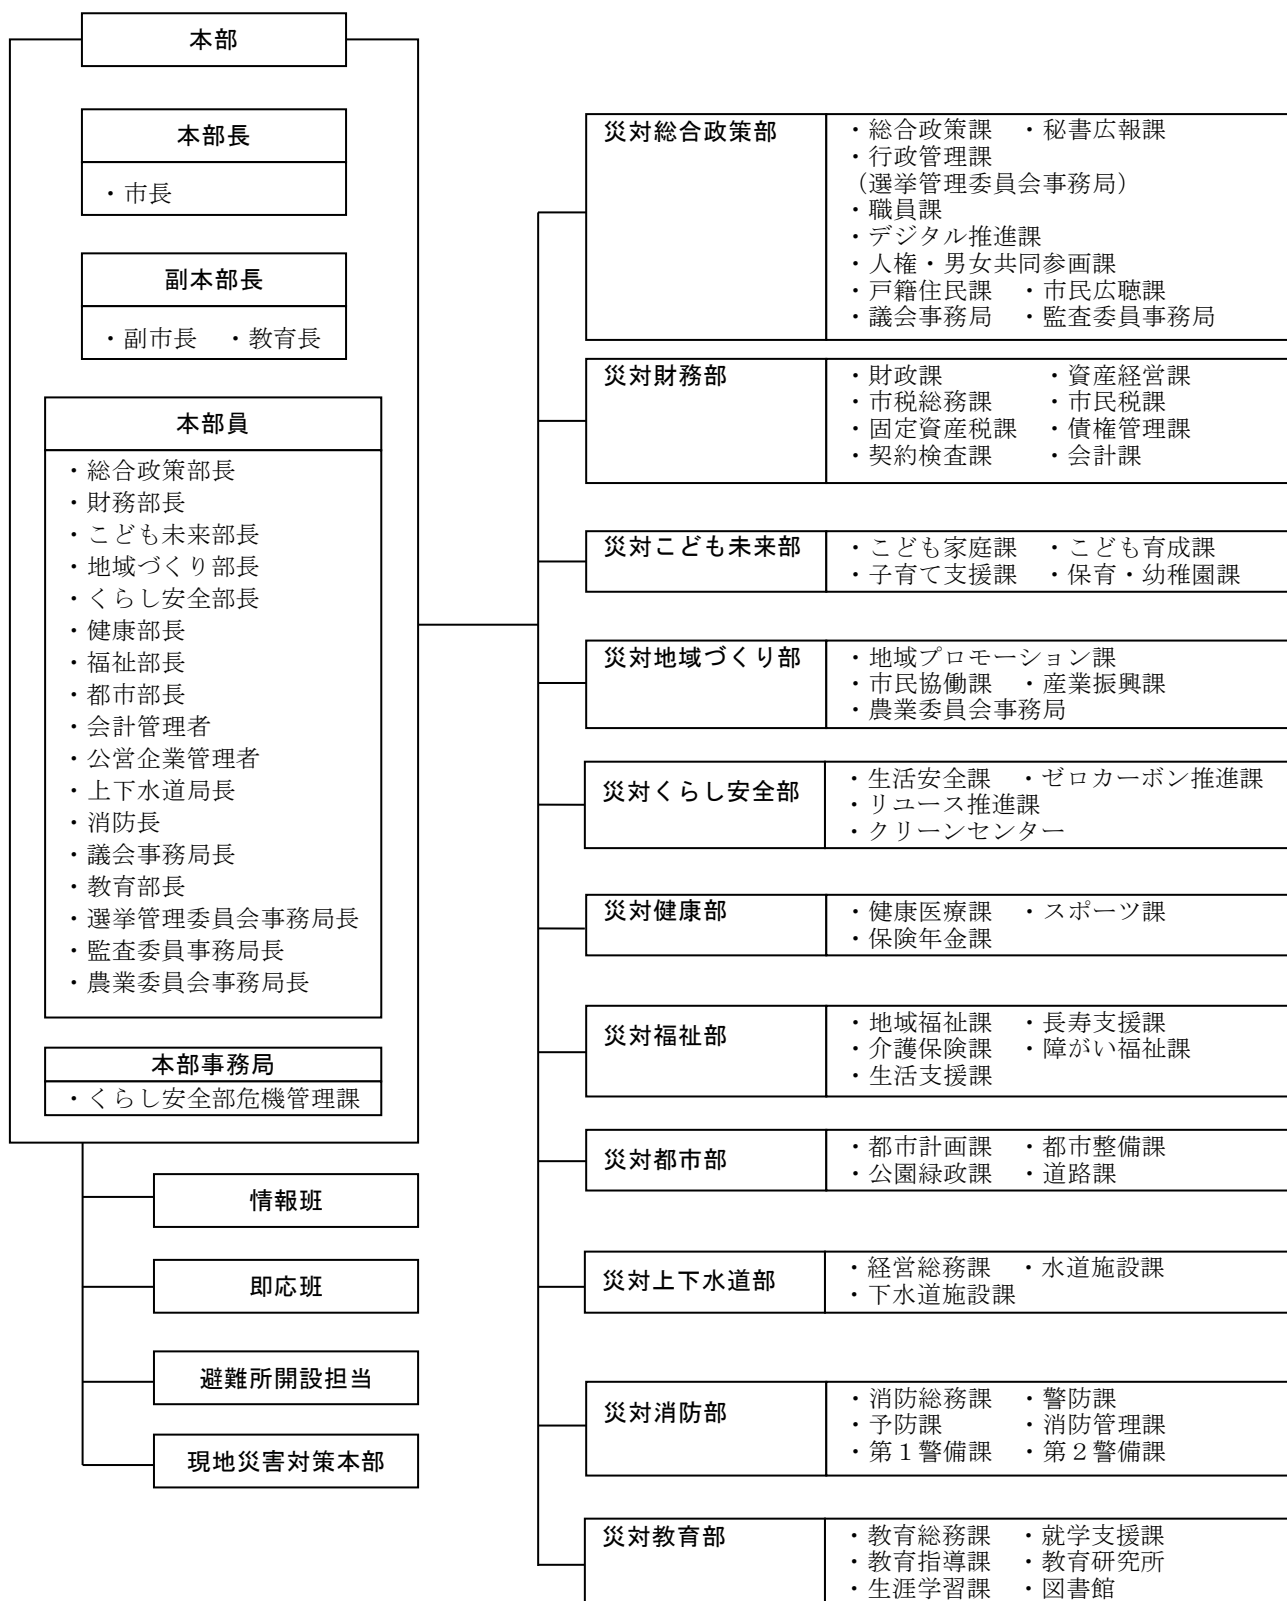 本部
本部長
・市長
副本部長
・副市長　・教育長
本部員
・総合政策部長
・財務部長
・こども未来部長
・地域づくり部長
・くらし安全部長
・健康部長
・福祉部長
・都市部長
・会計管理者
・公営企業管理者
・上下水道局長
・消防長
・議会事務局長
・教育部長
・選挙管理委員会事務局長
・監査委員事務局長
・農業委員会事務局長
本部事務局
・くらし安全部危機管理課
情報班
即応班
避難所開設担当
現地災害対策本部
災対総合政策部
・総合政策課　・秘書広報課
・行政管理課
（選挙管理委員会事務局）
・職員課
・デジタル推進課
・人権・男女共同参画課
・戸籍住民課　・市民広聴課
・議会事務局　・監査委員事務局
災対財務部
・財政課　・資産経営課
・市税総務課　・市民税課
・固定資産税課　・債権管理課
・契約検査課　・会計課
災対こども未来部
・こども家庭課　・こども育成課
・子育て支援課　・保育・幼稚園課
災対地域づくり部
・地域プロモーション課
・市民協働課　・産業振興課
・農業委員会事務局
災対くらし安全部
・生活安全課　・ゼロカーボン推進課
・リユース推進課
・クリーンセンター
災対健康部
・健康医療課　・スポーツ課
・保険年金課
災対福祉部
・地域福祉課　・長寿支援課
・介護保険課　・障がい福祉課
・生活支援課
災対都市部
・都市計画課　・都市整備課
・公園緑政課　・道路課
災対上下水道部
・経営総務課　・水道施設課
・下水道施設課
災対消防部
・消防総務課　・警防課
・予防課　・消防管理課
・第１警備課　・第２警備課
災対教育部
・教育総務課　・就学支援課
・教育指導課　・教育研究所
・生涯学習課　・図書館